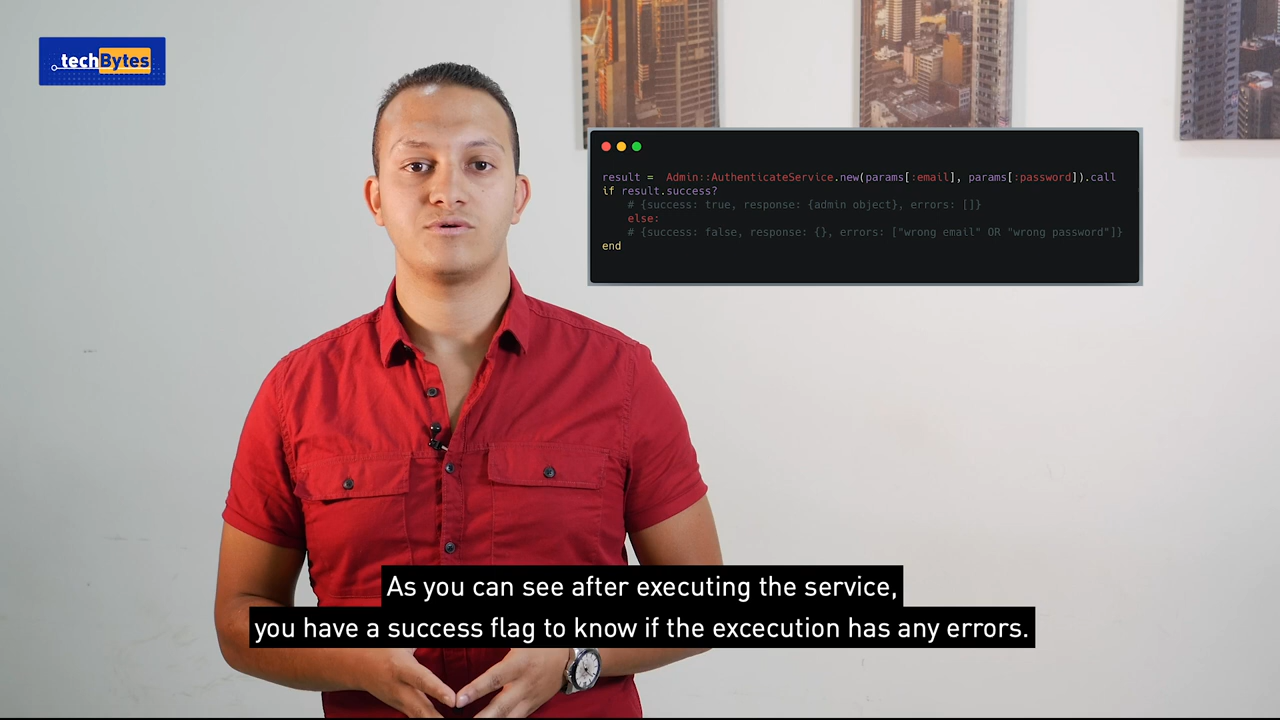 techBytes
result =  Admin::AuthenticateService.new(params[:email], params[:password]).call
if result.success?
    # {success: true, response: {admin object}, errors: []}
    else:
    # {success: false, response: {}, errors: ["wrong email" OR "wrong password"]}
end
As you can see after executing the service,
you have a success flag to know if the excecution has any errors.